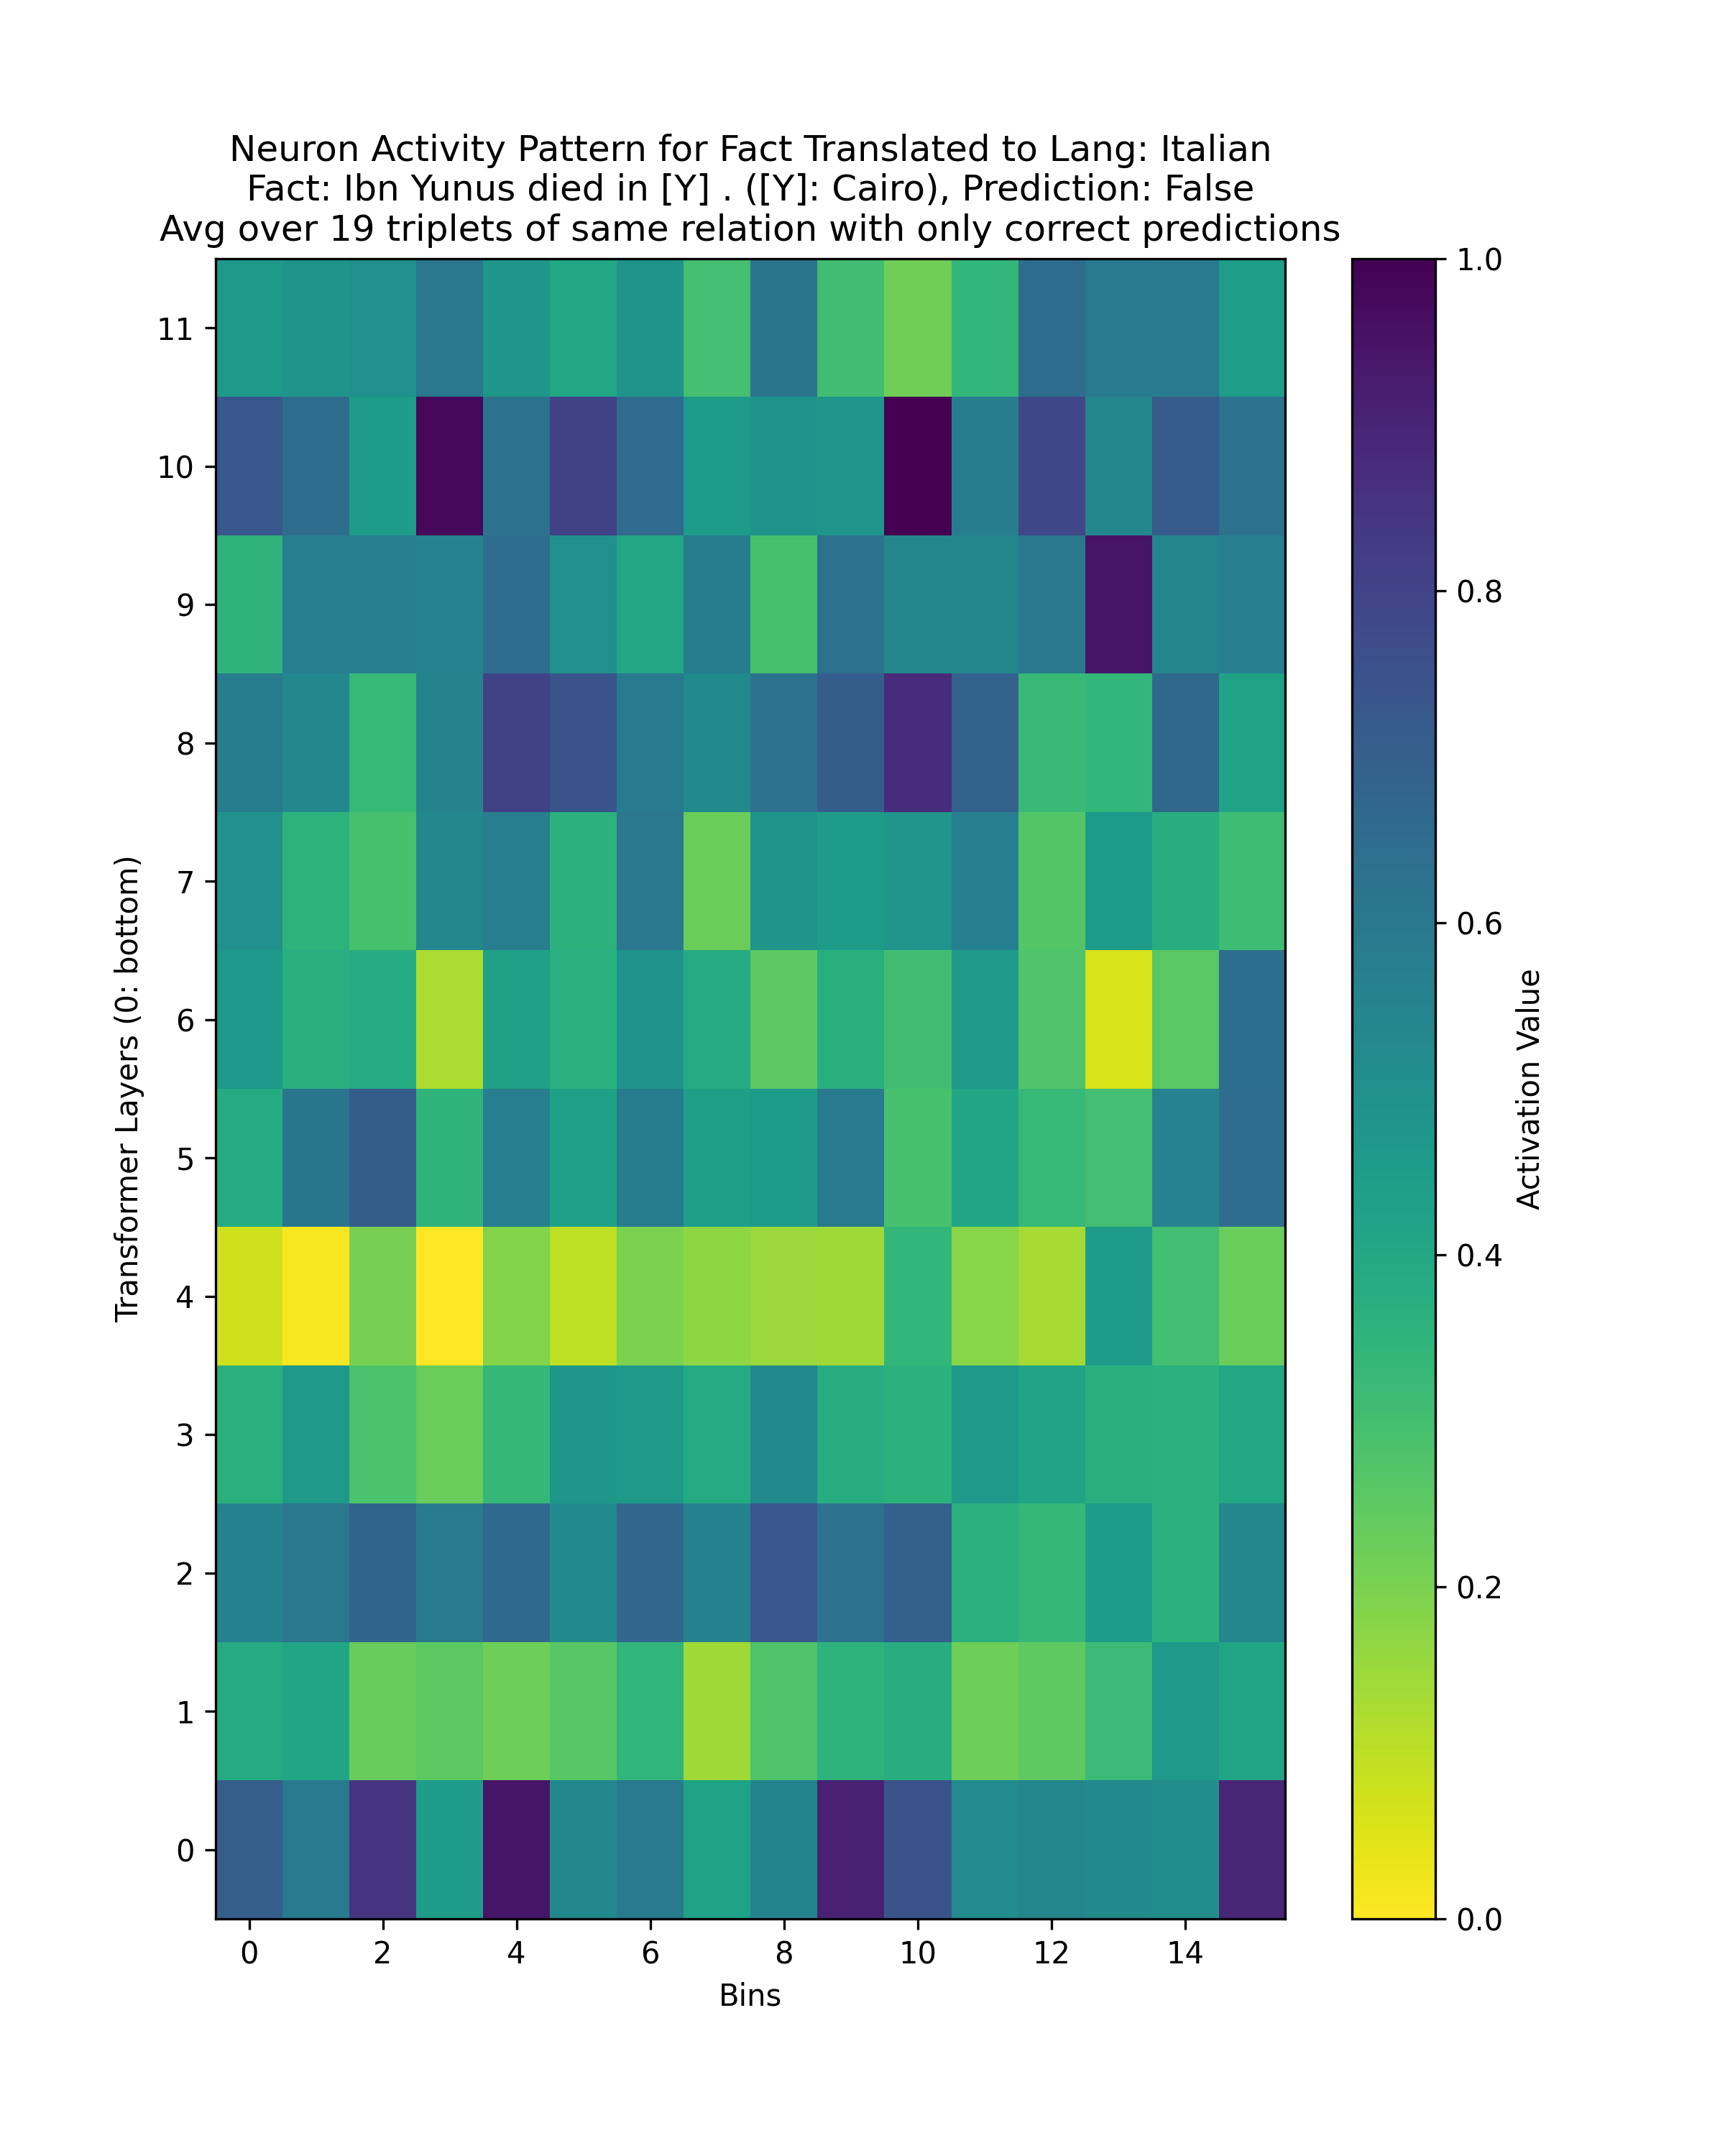 Neuron Activity Pattern for Fact Translated to Lang: Italian
Fact: Ibn Yunus died in [Y] . ([Y]: Cairo), Prediction: False
Avg over 19 triplets of same relation with only correct predictions
11
10
9
8
7
6
5
4
3
2
1
0
Transformer Layers (0: bottom)
0 2 4 6 8 10 12 14
Bins
1.0
0.8
0.6
0.4
0.2
0.0
Activation Value